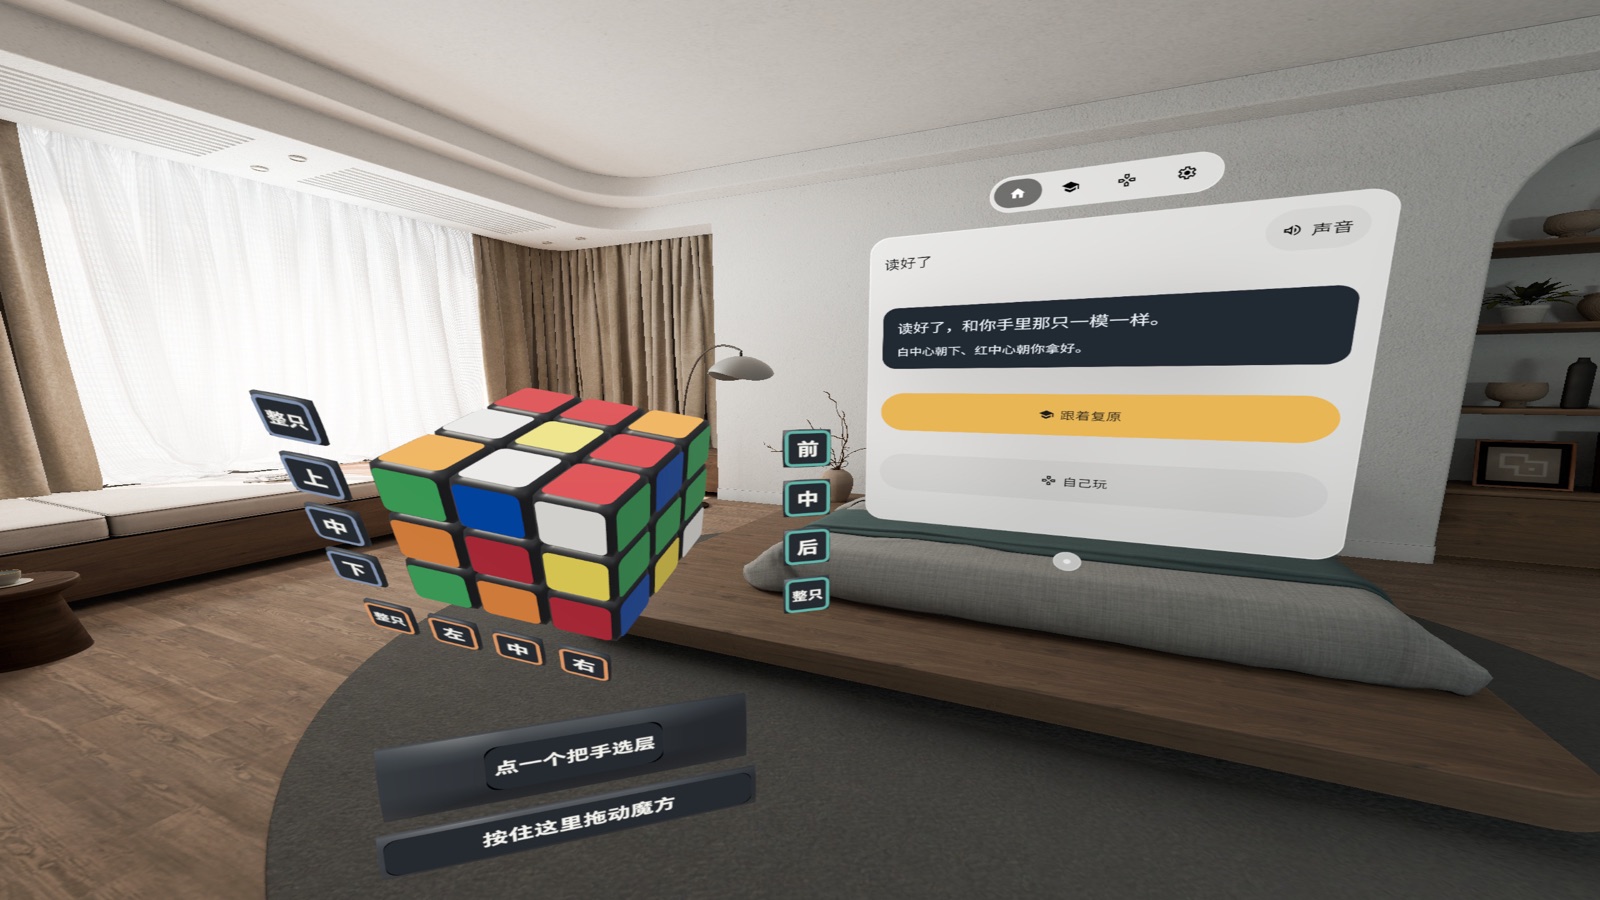 声音
读好了
读好了，和你手里那只一模一样。
白中心朝下、红中心朝你拿好。
跟着复原
自己玩
整只
上
中
下
整只
左
中
右
前
中
后
整只
点一个把手选层
按住这里拖动魔方